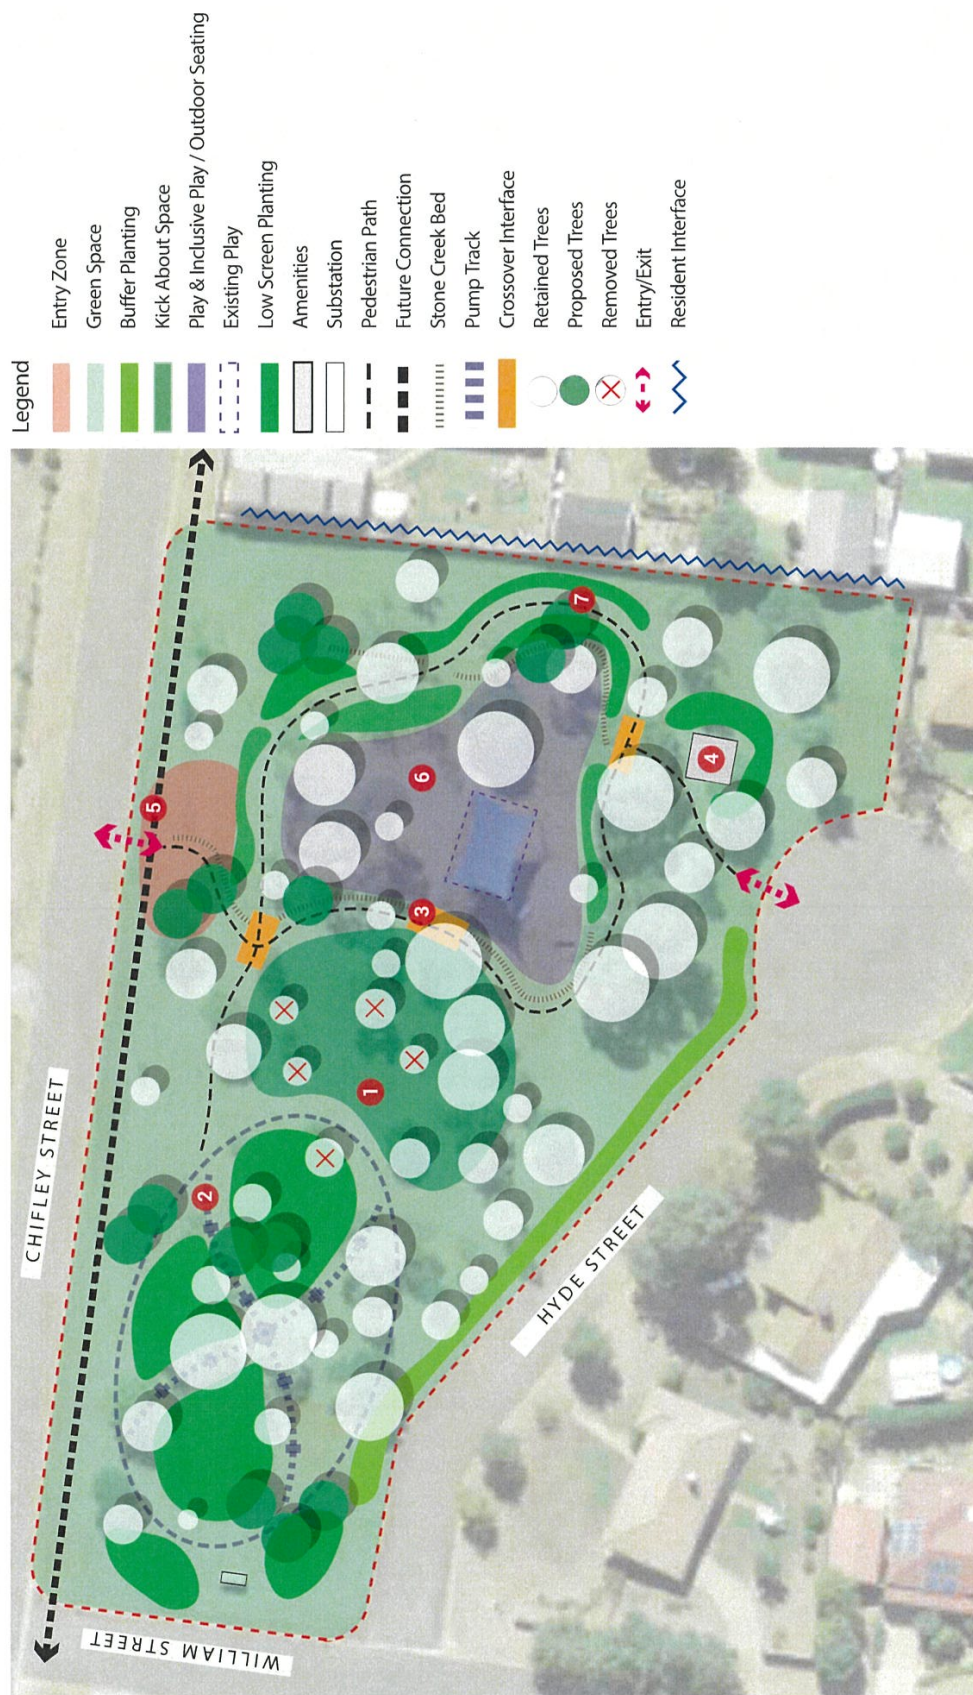 Legend
Entry Zone
Green Space
Buffer Planting
Kick About Space
Play & Inclusive Play / Outdoor Seating
Existing Play
Low Screen Planting
Amenities
Substation
Pedestrian Path
Future Connection
Stone Creek Bed
Pump Track
Crossover Interface
Retained Trees
Proposed Trees
Removed Trees
Entry/Exit
Resident Interface
CHIFLEY STREET
WILLIAM STREET
HYDE STREET
1
2
3
4
5
6
7